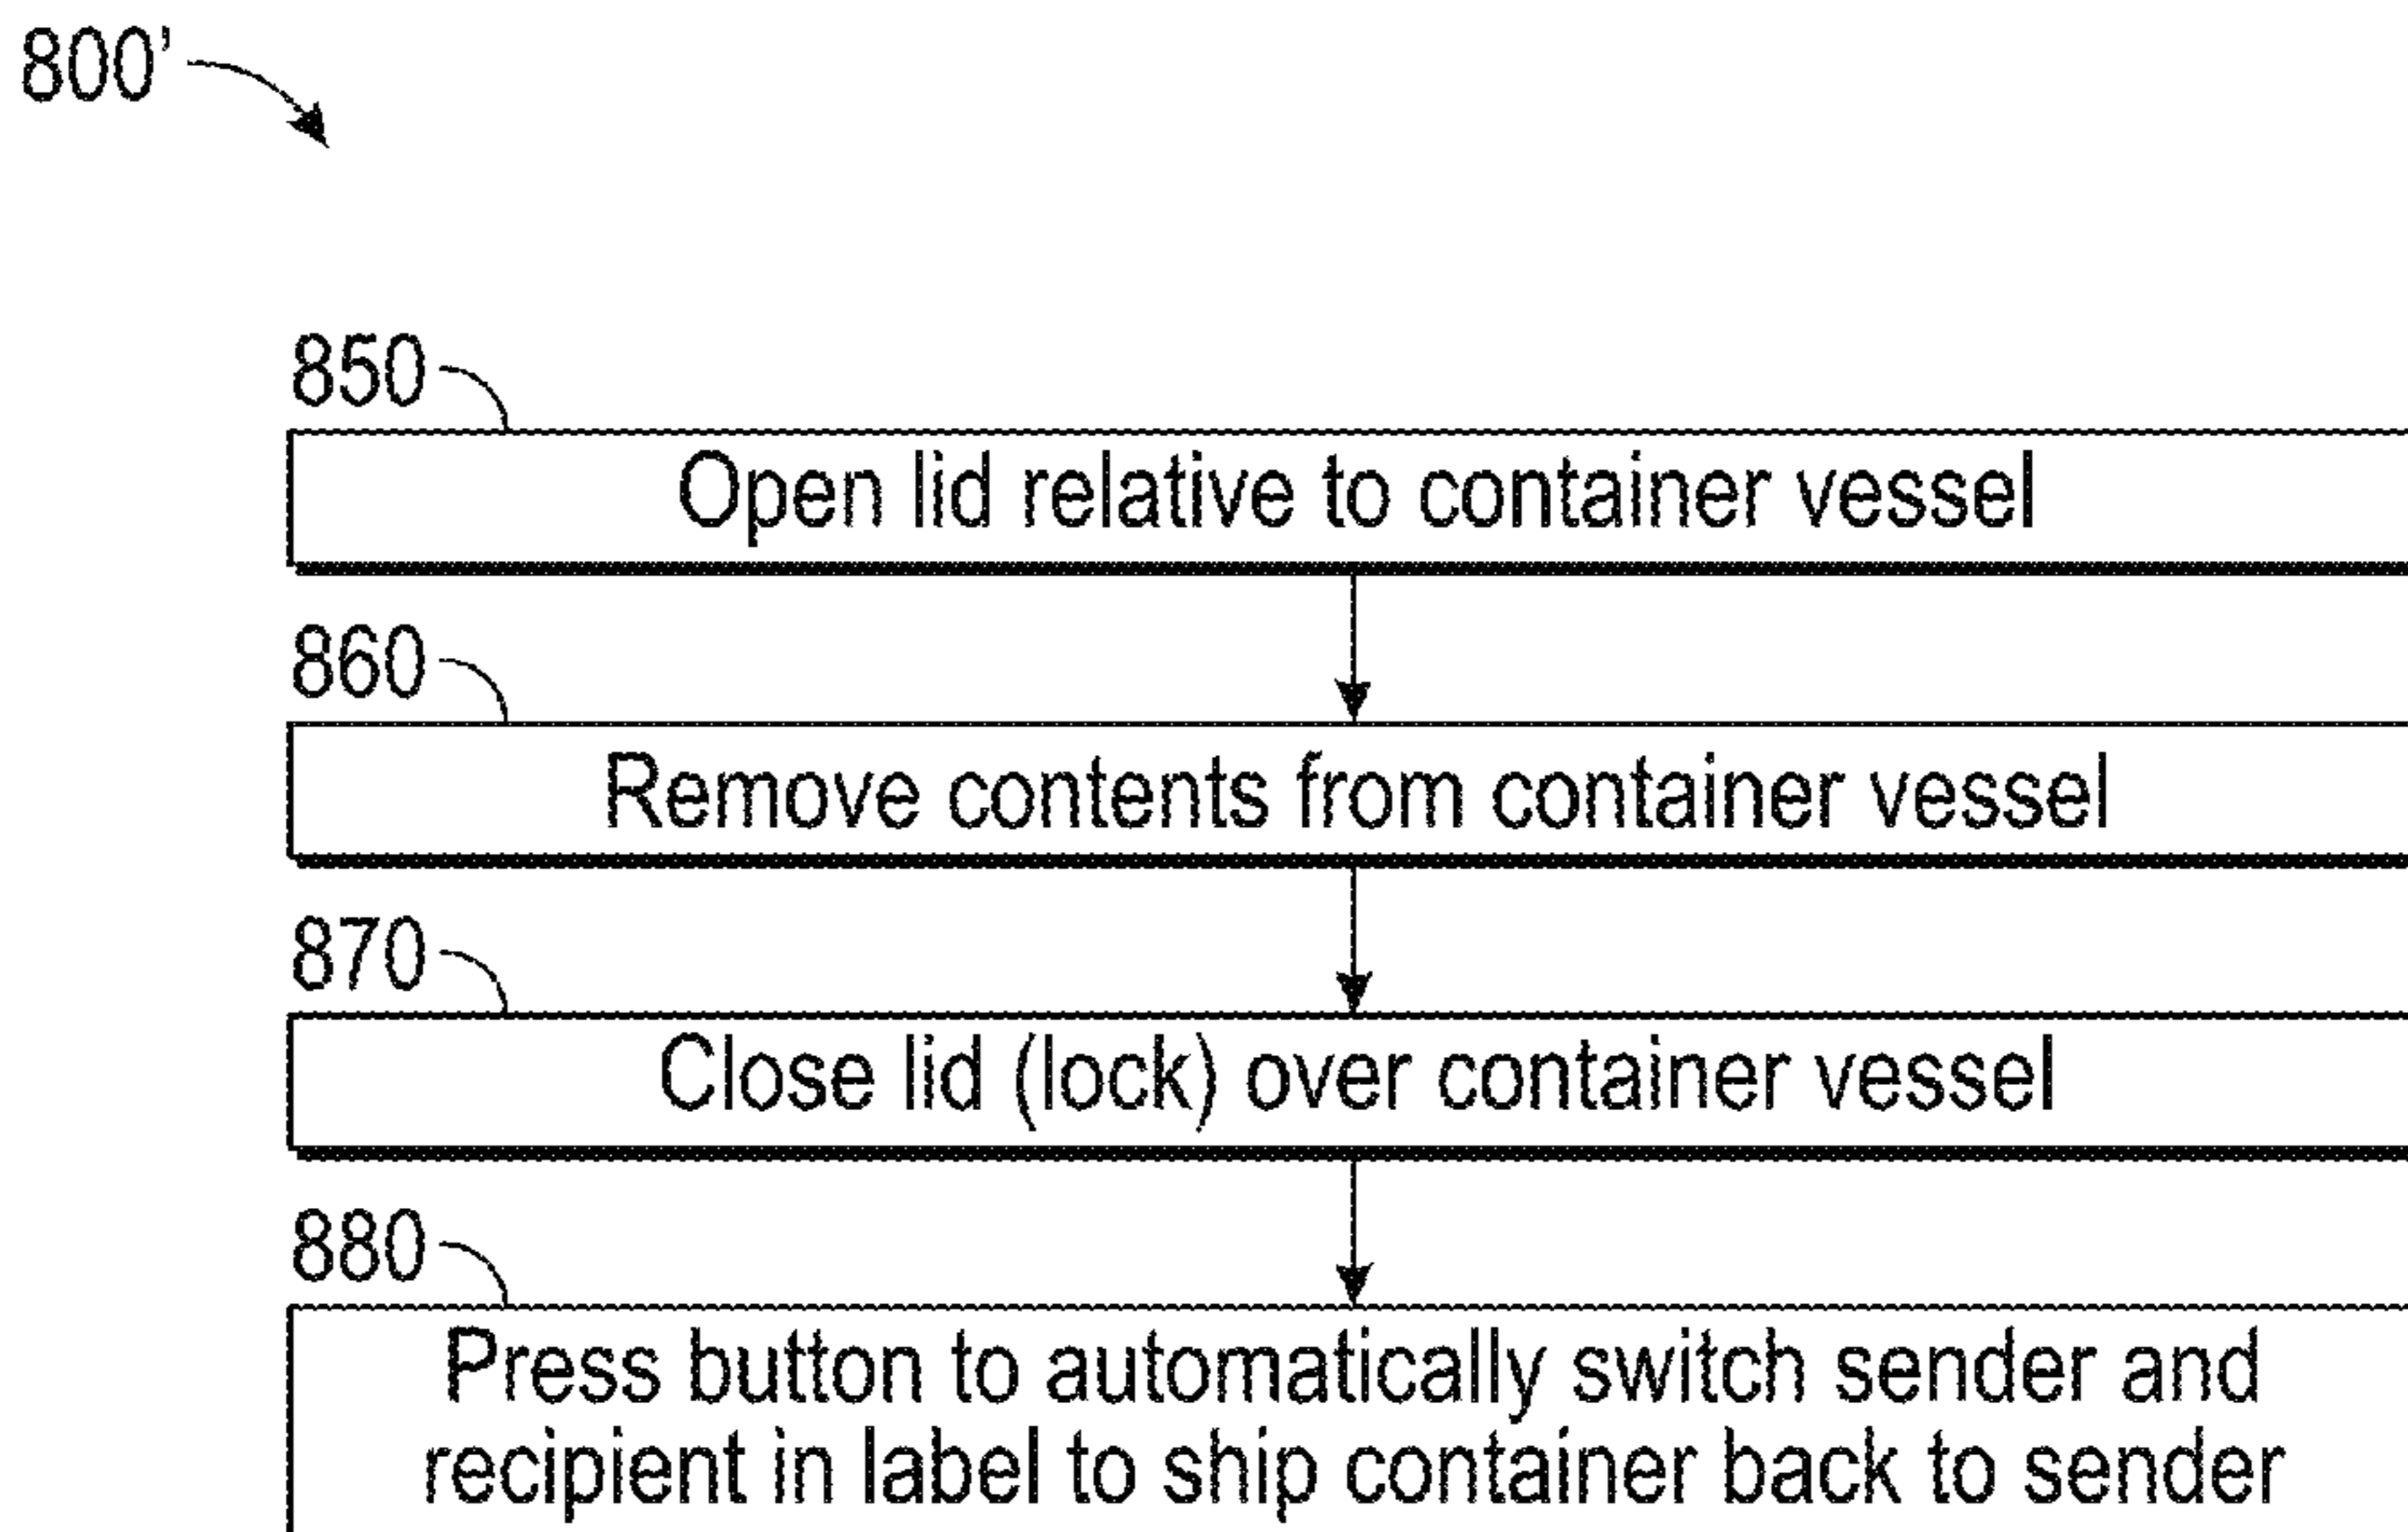 800'
850
Open lid relative to container vessel
860
Remove contents from container vessel
870
Close lid (lock) over container vessel
880
Press button to automatically switch sender and
recipient in label to ship container back to sender